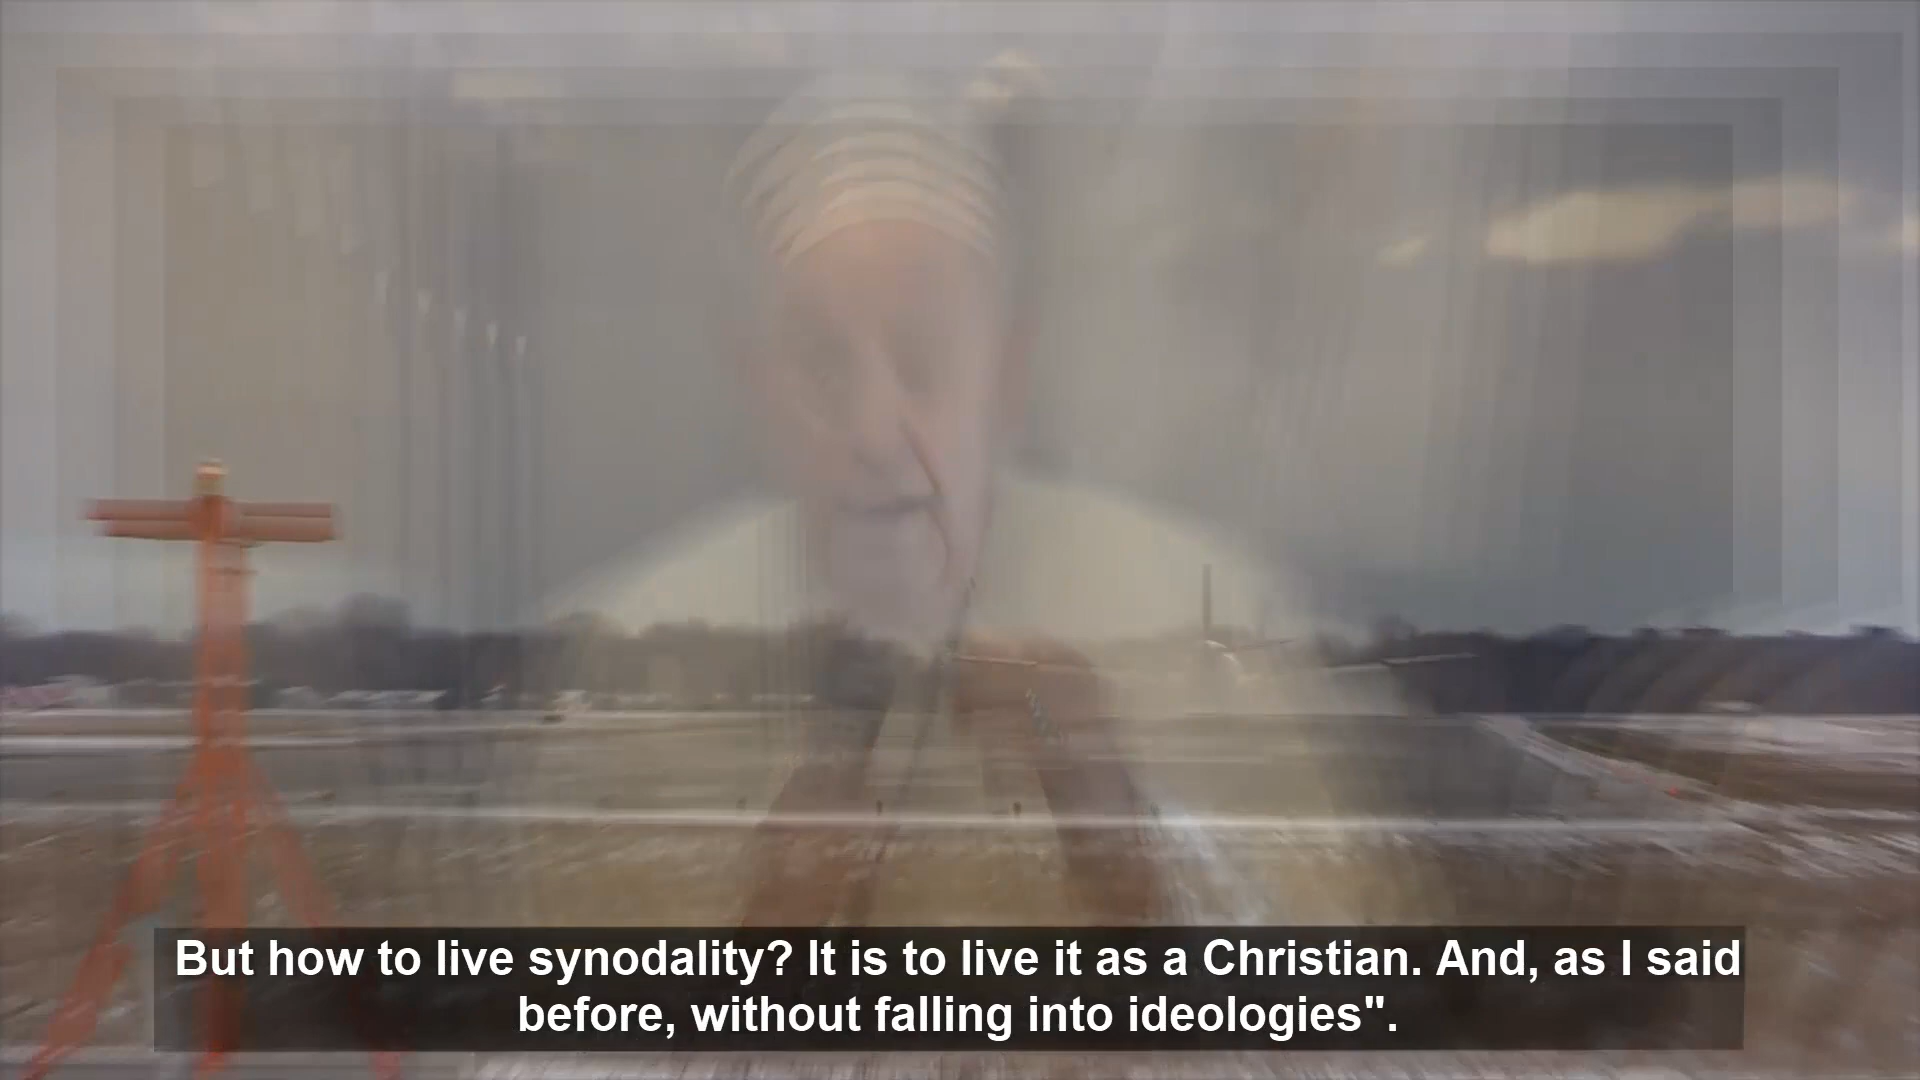 But how to live synodality? It is to live it as a Christian. And, as I said
before, without falling into ideologies".